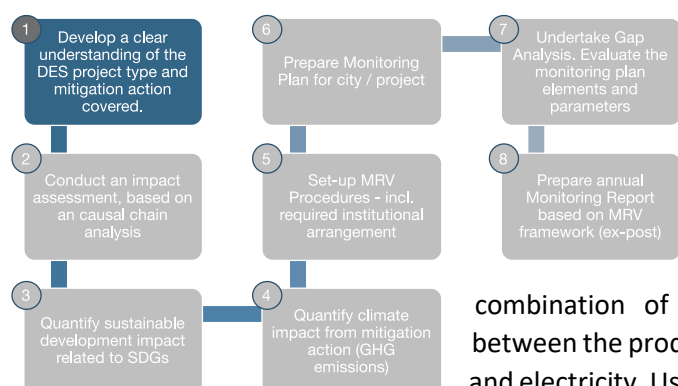 1
Develop a clear
understanding of the
DES project type and
mitigation action
covered.
2
Conduct an impact
assessment, based on
an causal chain
analysis
3
Quantify sustainable
development impact
related to SDGs
4
Quantify climate
impact from mitigation
action (GHG
emissions)
5
Set-up MRV
Procedures - incl.
required institutional
arrangement
6
Prepare Monitoring
Plan for city / project
7
Undertake Gap
Analysis. Evaluate the
monitoring plan
elements and
parameters
8
Prepare annual
Monitoring Report
based on MRV
framework (ex-post)
combination of
between the prod
and electricity. Us